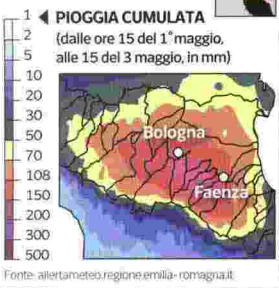 PIOGGIA CUMULATA
(dalle ore 15 del 1° maggio,
alle 15 del 3 maggio, in mm)
1
2
5
10
20
30
50
70
108
150
200
300
500
Bologna
Faenza
Fonte: allertameteo.regione.emilia-romagna.it